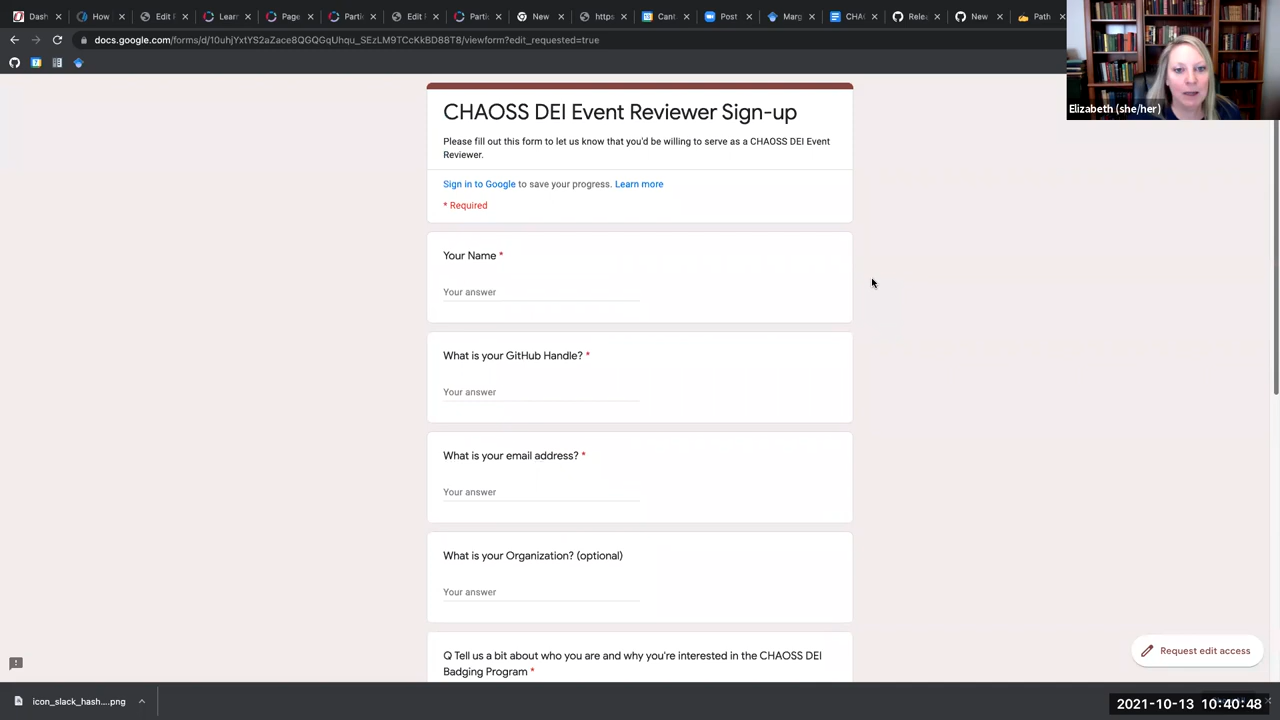 Dash
How
Edit F
Learn
Page
Partic
Edit F
Partic
New
https
Cant
Post
Marg
CHAO
Relea
New
Path
docs.google.com/forms/d/10uhjYxtYS2aZace8QGQGqUhqu_SEzLM9TCcKkBD88T8/viewform?edit_requested=true
Elizabeth (she/her)
CHAOSS DEI Event Reviewer Sign-up
Please fill out this form to let us know that you'd be willing to serve as a CHAOSS DEI Event
Reviewer.
Sign in to Google to save your progress. Learn more
* Required
Your Name *
Your answer
What is your GitHub Handle? *
Your answer
What is your email address? *
Your answer
What is your Organization? (optional)
Your answer
Q Tell us a bit about who you are and why you're interested in the CHAOSS DEI
Badging Program *
Request edit access
icon_slack_hash....png
2021-10-13 10:40:48